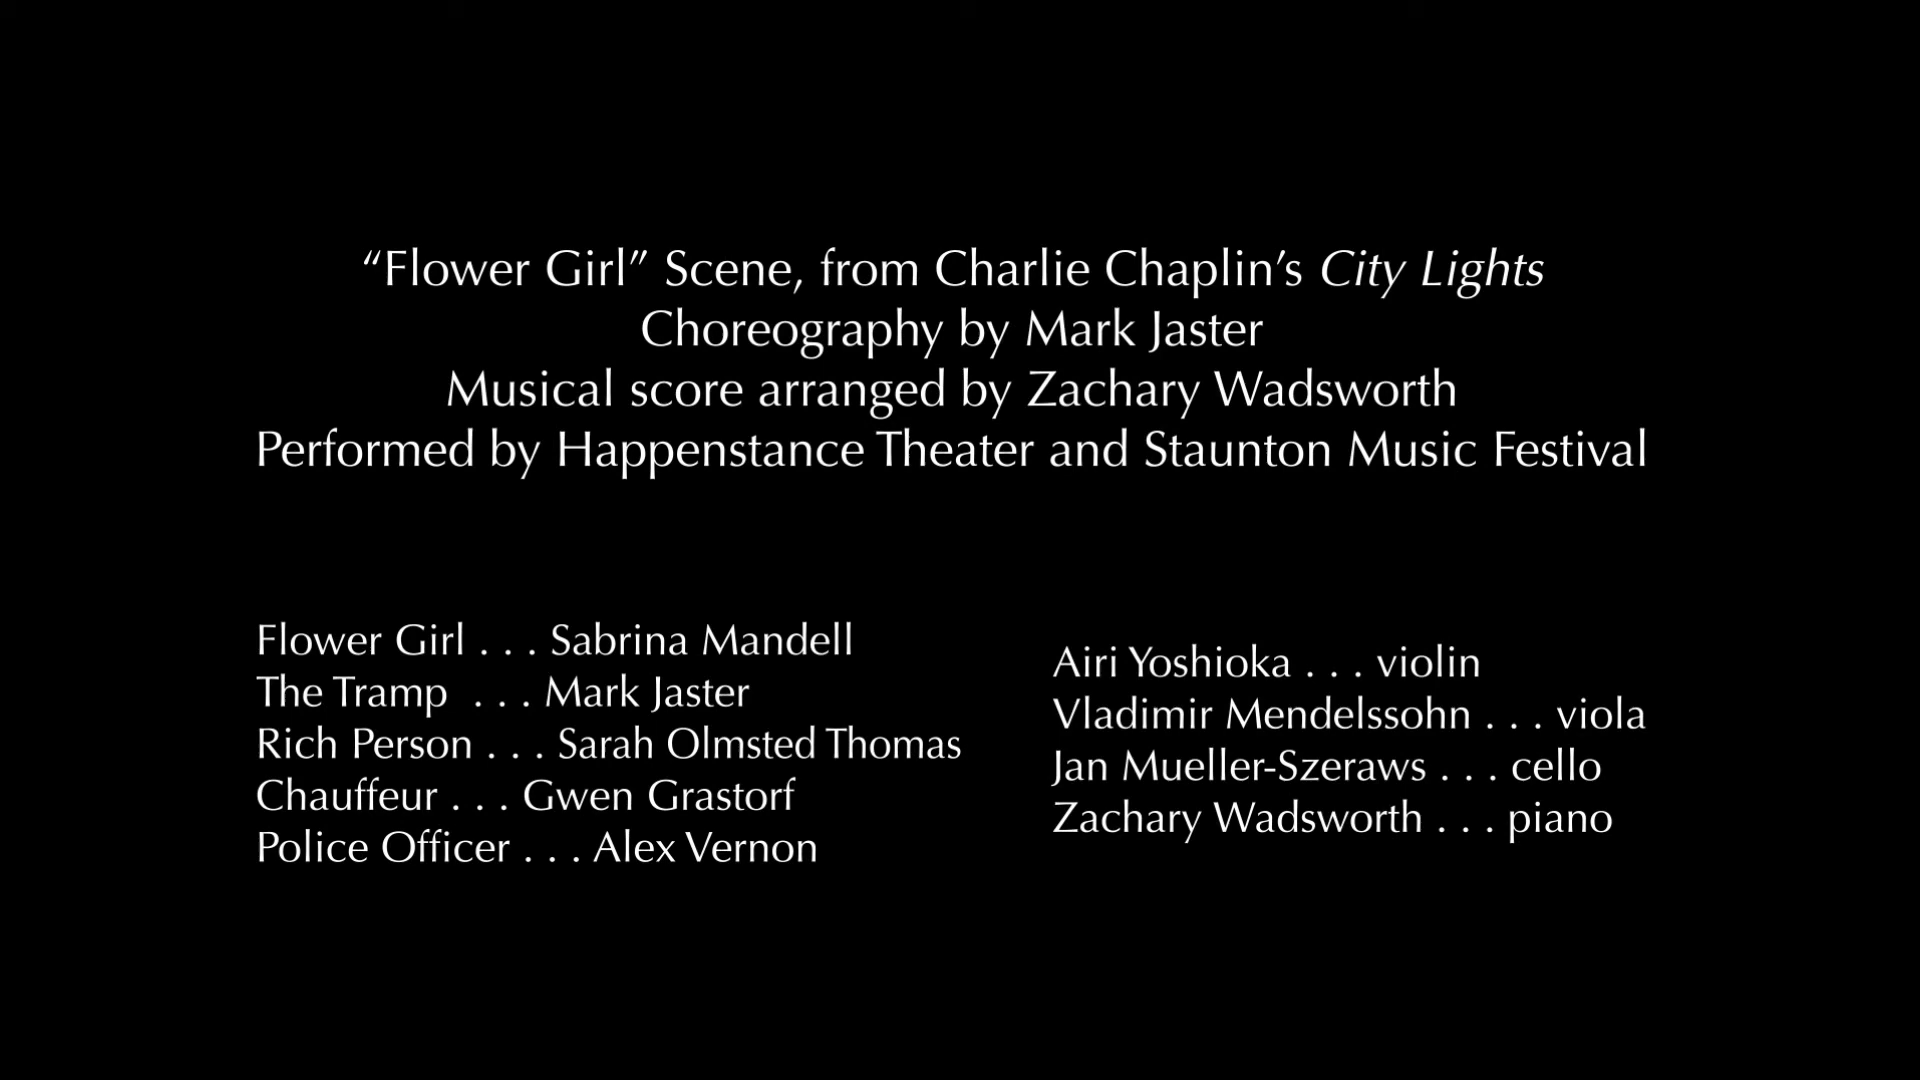 “Flower Girl” Scene, from Charlie Chaplin’s City Lights
Choreography by Mark Jaster
Musical score arranged by Zachary Wadsworth
Performed by Happenstance Theater and Staunton Music Festival
Flower Girl . . . Sabrina Mandell
The Tramp . . . Mark Jaster
Rich Person . . . Sarah Olmsted Thomas
Chauffeur . . . Gwen Grastorf
Police Officer . . . Alex Vernon
Airi Yoshioka . . . violin
Vladimir Mendelssohn . . . viola
Jan Mueller-Szeraws . . . cello
Zachary Wadsworth . . . piano